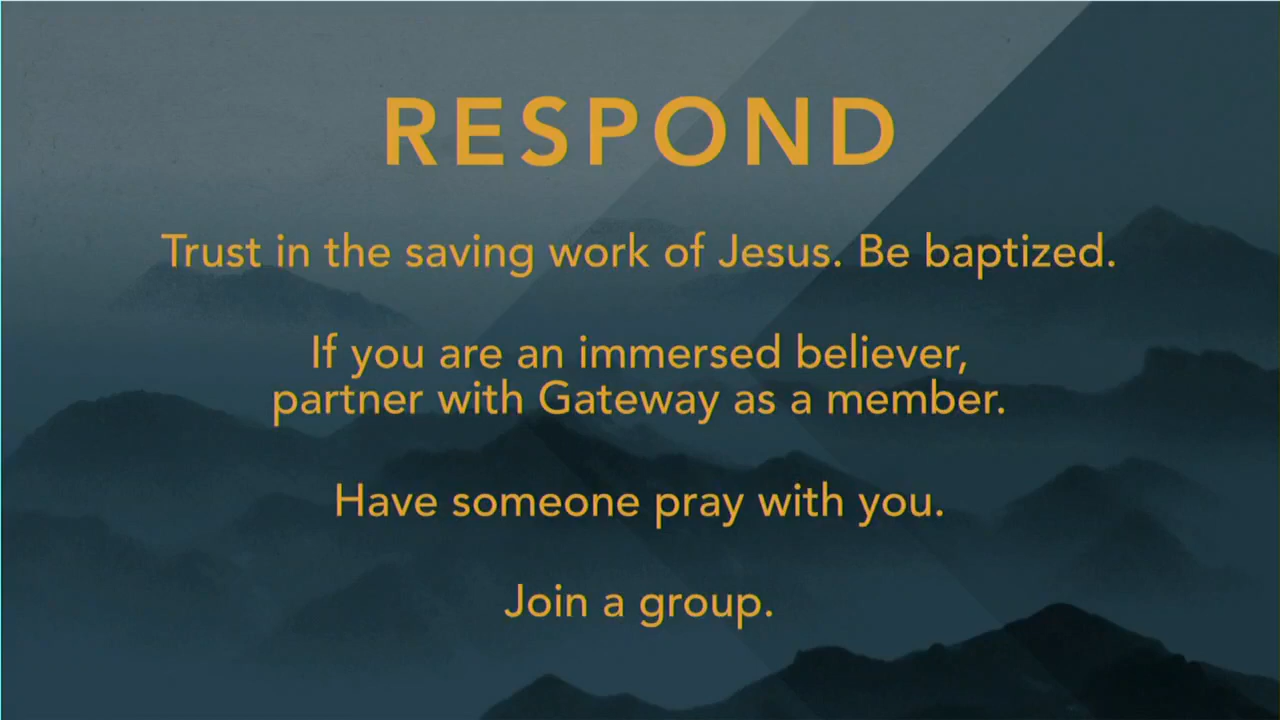 RESPOND
Trust in the saving work of Jesus. Be baptized.
If you are an immersed believer,
partner with Gateway as a member.
Have someone pray with you.
Join a group.